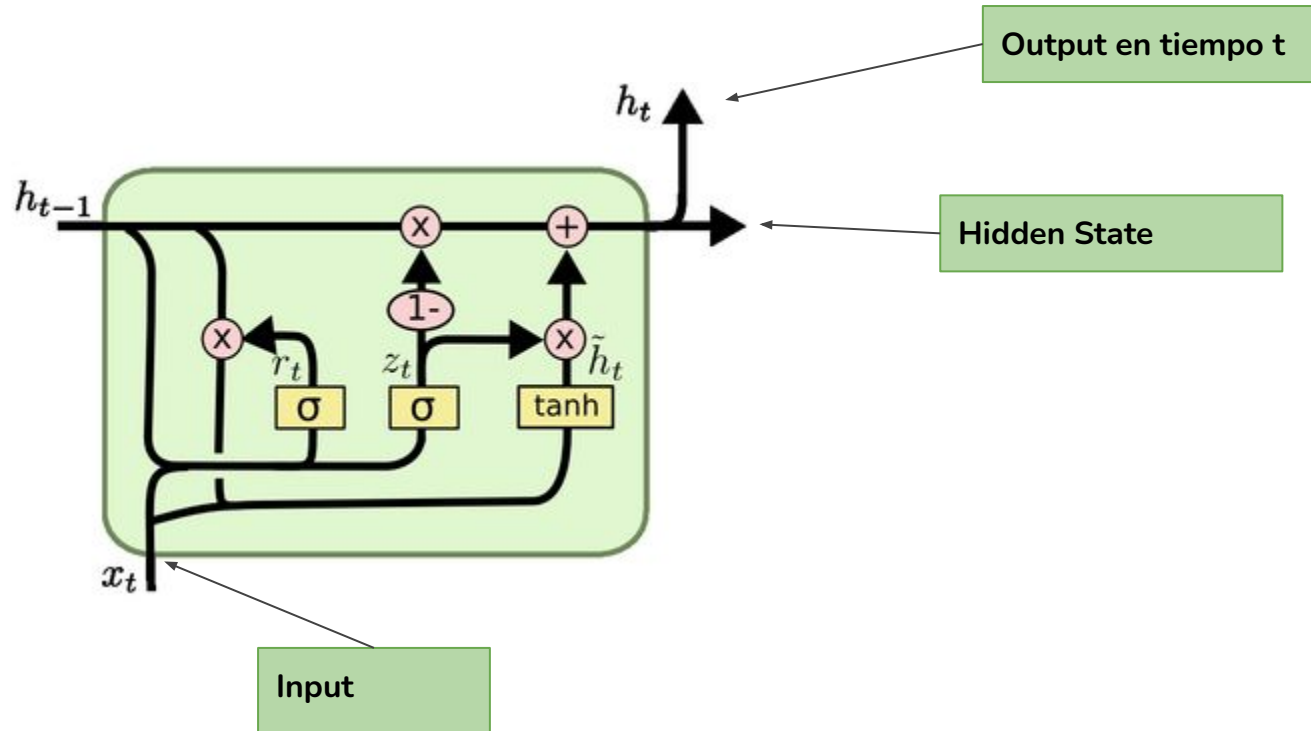 Output en tiempo t
h_t
h_{t-1}
x
+
Hidden State
1-
x
r_t
z_t
x
h̃_t
σ
σ
tanh
x_t
Input